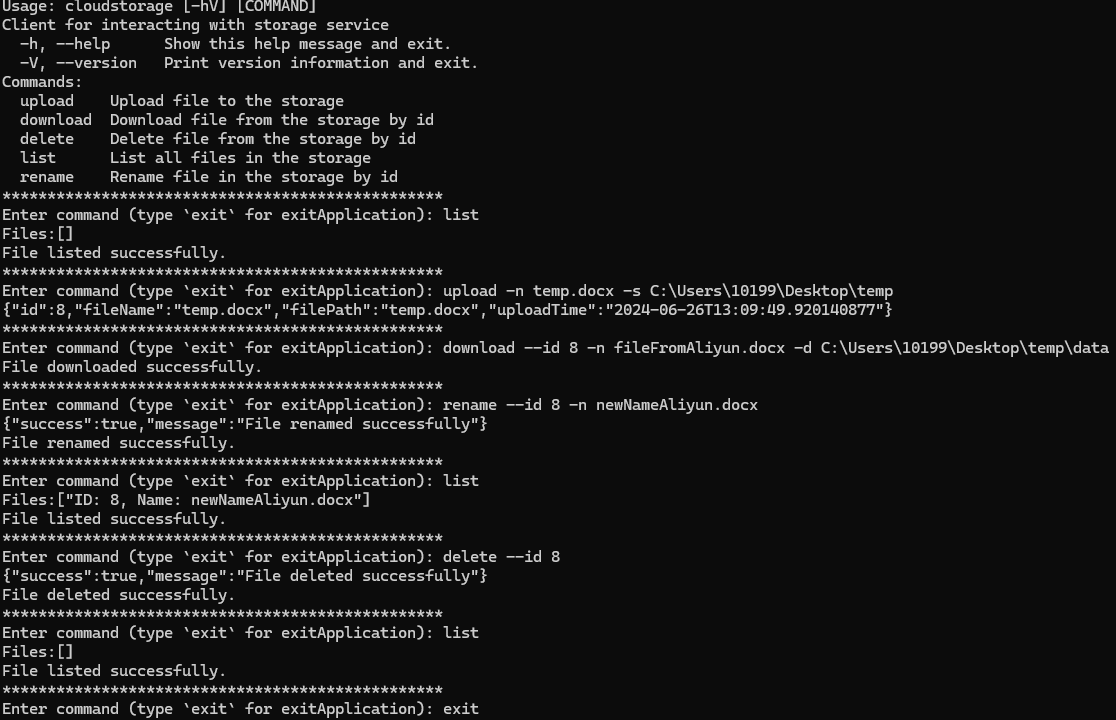 Usage: cloudstorage [-hV] [COMMAND]
Client for interacting with storage service
  -h, --help      Show this help message and exit.
  -V, --version   Print version information and exit.
Commands:
  upload    Upload file to the storage
  download  Download file from the storage by id
  delete    Delete file from the storage by id
  list      List all files in the storage
  rename    Rename file in the storage by id
*************************************************
Enter command (type `exit` for exitApplication): list
Files:[]
File listed successfully.
*************************************************
Enter command (type `exit` for exitApplication): upload -n temp.docx -s C:\Users\10199\Desktop\temp
{"id":8,"fileName":"temp.docx","filePath":"temp.docx","uploadTime":"2024-06-26T13:09:49.920140877"}
*************************************************
Enter command (type `exit` for exitApplication): download --id 8 -n fileFromAliyun.docx -d C:\Users\10199\Desktop\temp\data
File downloaded successfully.
*************************************************
Enter command (type `exit` for exitApplication): rename --id 8 -n newNameAliyun.docx
{"success":true,"message":"File renamed successfully"}
File renamed successfully.
*************************************************
Enter command (type `exit` for exitApplication): list
Files:["ID: 8, Name: newNameAliyun.docx"]
File listed successfully.
*************************************************
Enter command (type `exit` for exitApplication): delete --id 8
{"success":true,"message":"File deleted successfully"}
File deleted successfully.
*************************************************
Enter command (type `exit` for exitApplication): list
Files:[]
File listed successfully.
*************************************************
Enter command (type `exit` for exitApplication): exit